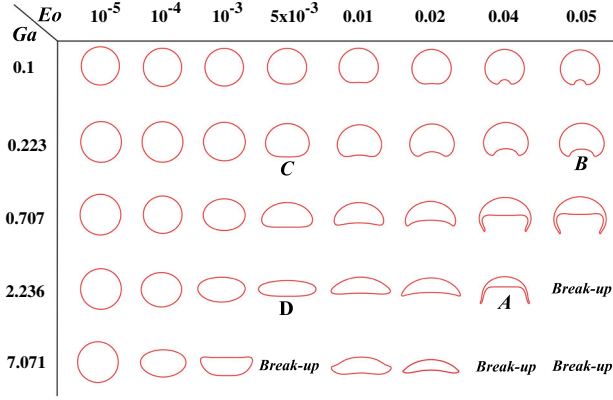 Eo 10⁻⁵ 10⁻⁴ 10⁻³ 5x10⁻³ 0.01 0.02 0.04 0.05
Ga
0.1
0.223
C B
0.707
2.236 Break-up
D A
7.071 Break-up Break-up Break-up